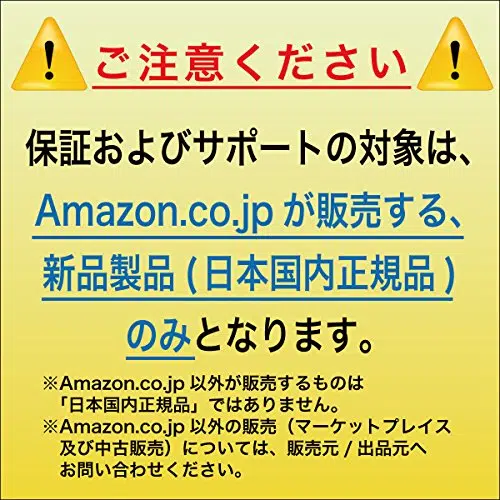 ご注意ください
保証およびサポートの対象は、
Amazon.co.jp が販売する、
新品製品 ( 日本国内正規品 )
のみとなります。
※Amazon.co.jp 以外が販売するものは
「日本国内正規品」ではありません。
※Amazon.co.jp 以外の販売（マーケットプレイス
及び中古販売）については、販売元 / 出品元へ
お問い合わせください。